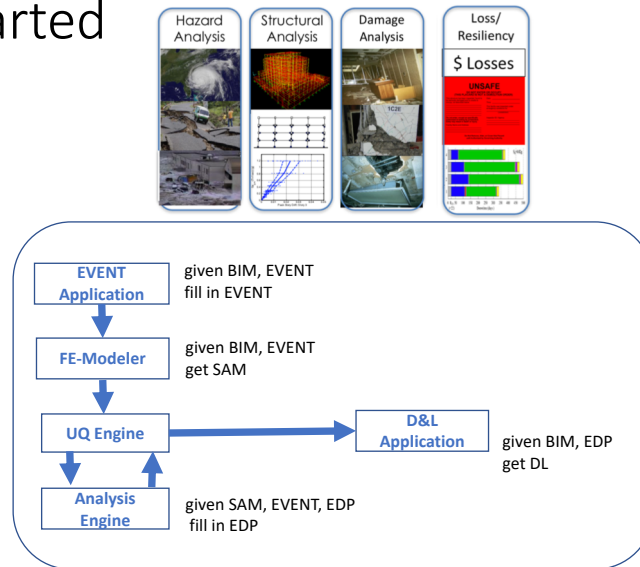 arted
Hazard
Analysis
Structural
Analysis
Damage
Analysis
Loss/
Resiliency
$ Losses
UNSAFE
1C28
EVENT
Application
given BIM, EVENT
fill in EVENT
FE-Modeler
given BIM, EVENT
get SAM
UQ Engine
D&L
Application
given BIM, EDP
get DL
Analysis
Engine
given SAM, EVENT, EDP
fill in EDP